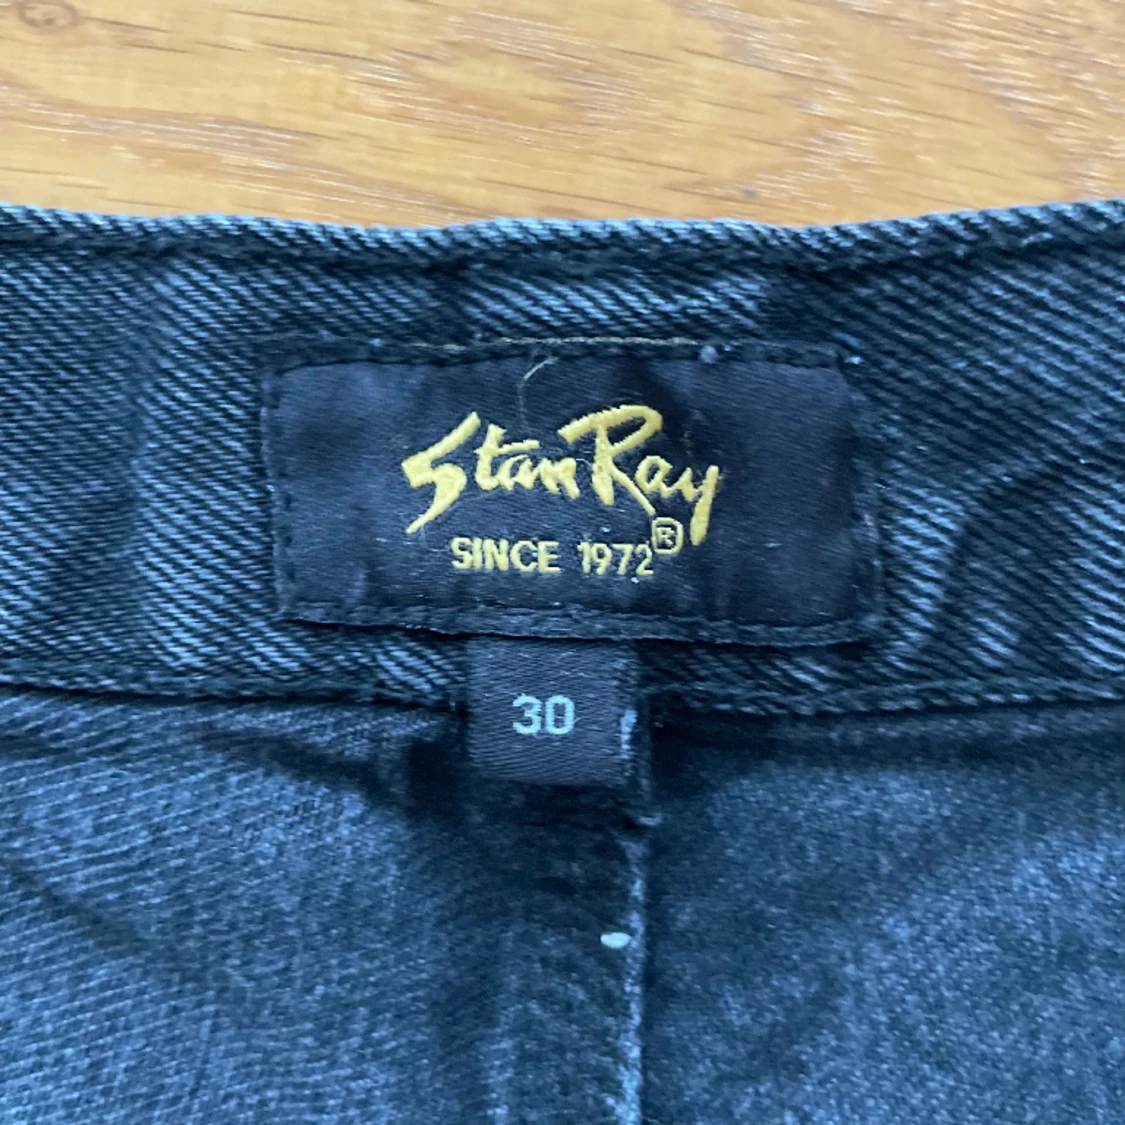 Stan Ray
SINCE 1972®
30